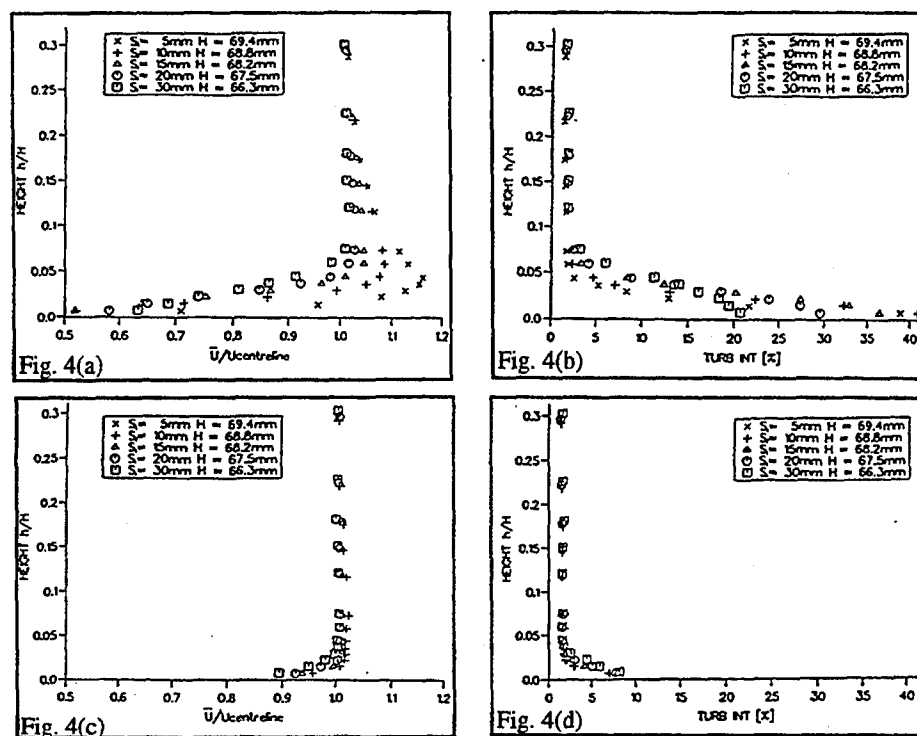 S= 5mm H = 69.4mm
S= 10mm H = 68.8mm
S= 15mm H = 68.2mm
S= 20mm H = 67.5mm
S= 30mm H = 66.3mm
HEIGHT h/H
0.3
0.25
0.2
0.15
0.1
0.05
0.0
0.5 0.6 0.7 0.8 0.9 1.0 1.1 1.2
U̅/Ucentreline
Fig. 4(a)
S= 5mm H = 69.4mm
S= 10mm H = 68.8mm
S= 15mm H = 68.2mm
S= 20mm H = 67.5mm
S= 30mm H = 66.3mm
HEIGHT h/H
0.3
0.25
0.2
0.15
0.1
0.05
0.0
0 5 10 15 20 25 30 35 40
TURB INT [%]
Fig. 4(b)
S= 5mm H = 69.4mm
S= 10mm H = 68.8mm
S= 15mm H = 68.2mm
S= 20mm H = 67.5mm
S= 30mm H = 66.3mm
HEIGHT h/H
0.3
0.25
0.2
0.15
0.1
0.05
0.0
0.5 0.6 0.7 0.8 0.9 1.0 1.1 1.2
U̅/Ucentreline
Fig. 4(c)
S= 5mm H = 69.4mm
S= 10mm H = 68.8mm
S= 15mm H = 68.2mm
S= 20mm H = 67.5mm
S= 30mm H = 66.3mm
HEIGHT h/H
0.3
0.25
0.2
0.15
0.1
0.05
0.0
0 5 10 15 20 25 30 35 40
TURB INT [%]
Fig. 4(d)